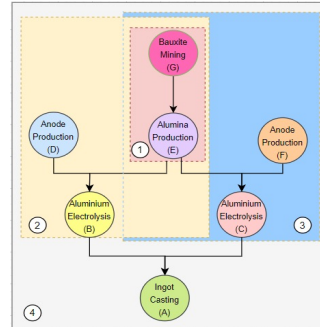 Bauxite
Mining
(G)
Anode
Production
(D)
Alumina
Production
(E)
Anode
Production
(F)
1
Aluminium
Electrolysis
(B)
Aluminium
Electrolysis
(C)
2
3
Ingot
Casting
(A)
4